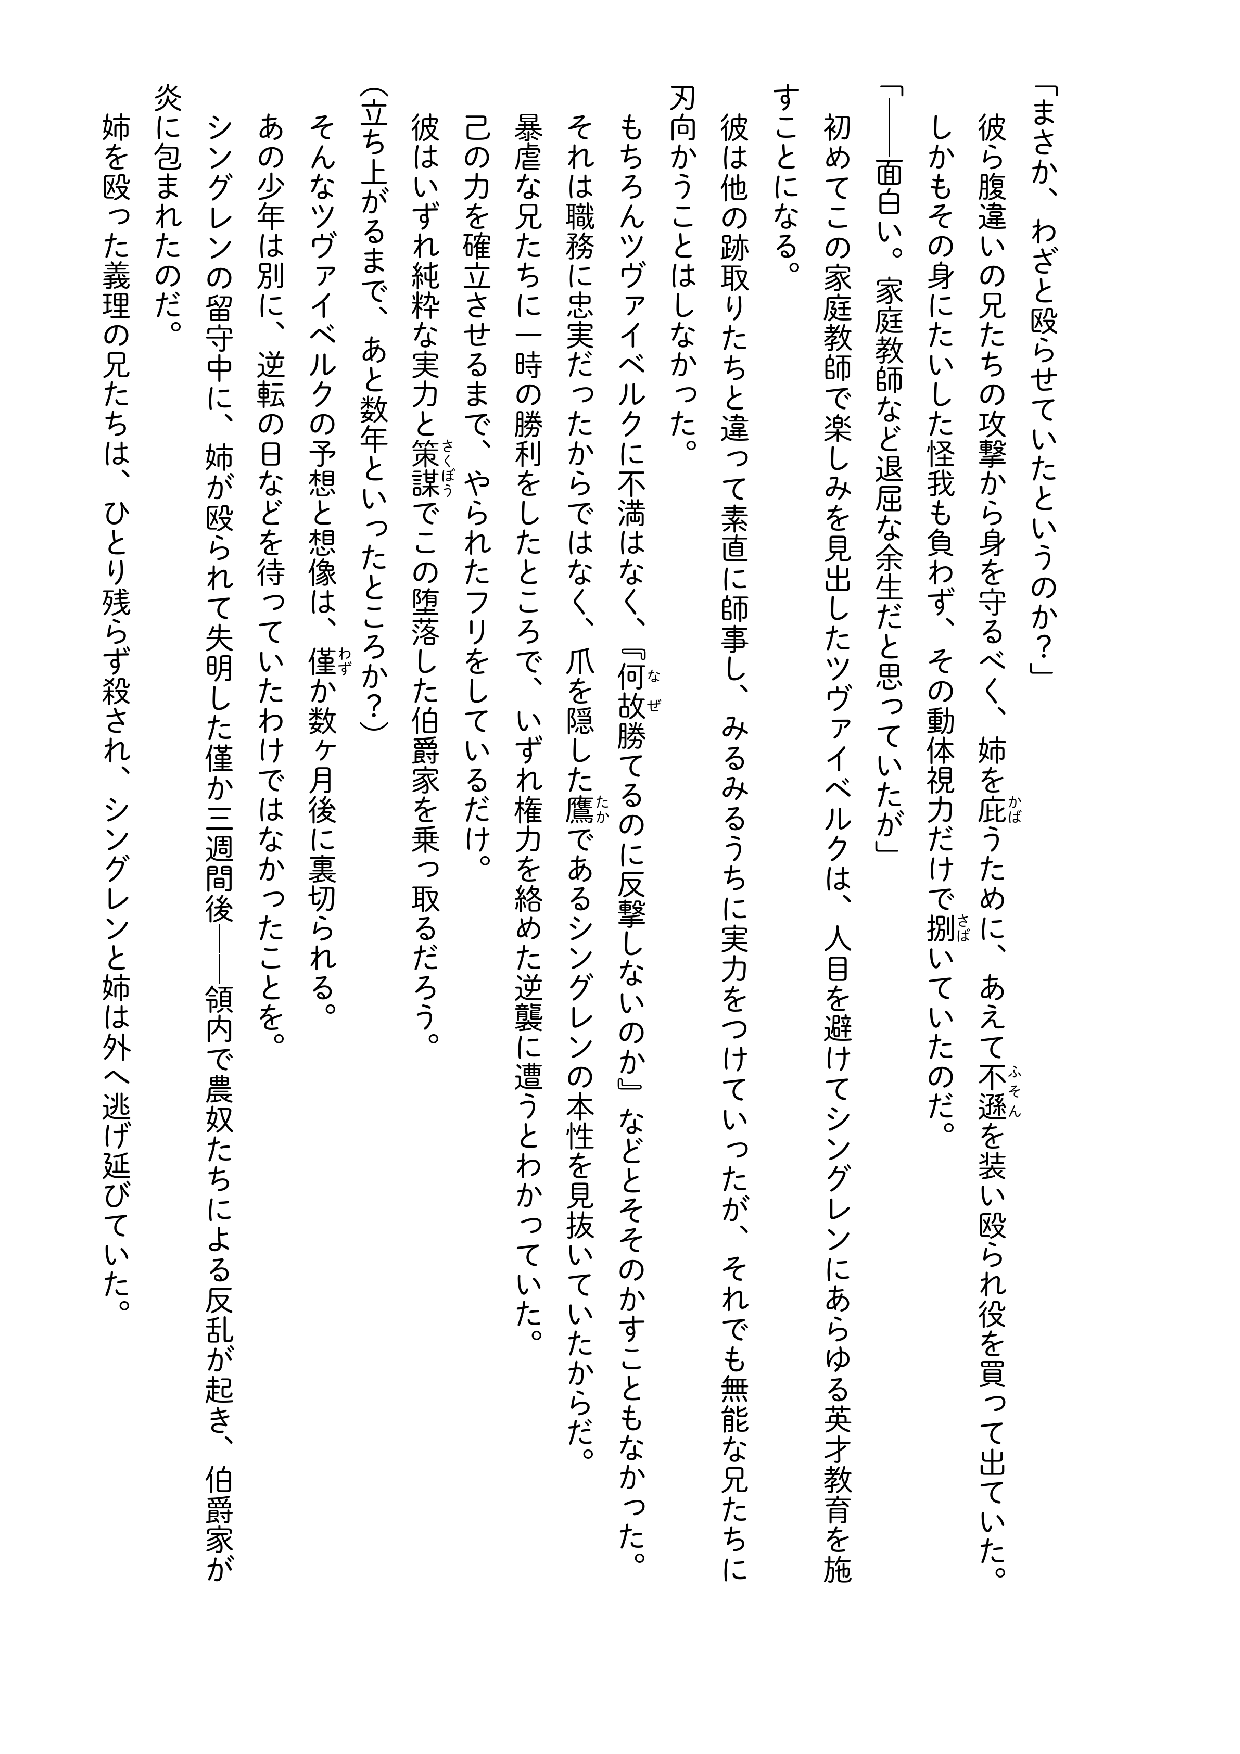 「まさか、わざと殴らせていたというのか？」
彼ら腹違いの兄たちの攻撃から身を守るべく、姉を庇うために、あえて不遜を装い殴られ役を買って出ていた。
しかもその身にたいした怪我も負わず、その動体視力だけで捌いていたのだ。
「――面白い。家庭教師など退屈な余生だと思っていたが」
初めてこの家庭教師で楽しみを見出したツヴァイベルクは、人目を避けてシングレンにあらゆる英才教育を施
すことになる。
彼は他の跡取りたちと違って素直に師事し、みるみるうちに実力をつけていったが、それでも無能な兄たちに
刃向かうことはしなかった。
もちろんツヴァイベルクに不満はなく、『何故勝てるのに反撃しないのか』などとそそのかすこともなかった。
それは職務に忠実だったからではなく、爪を隠した鷹であるシングレンの本性を見抜いていたからだ。
暴虐な兄たちに一時の勝利をしたところで、いずれ権力を絡めた逆襲に遭うとわかっていた。
己の力を確立させるまで、やられたフリをしているだけ。
彼はいずれ純粋な実力と策謀でこの堕落した伯爵家を乗っ取るだろう。
（立ち上がるまで、あと数年といったところか？）
そんなツヴァイベルクの予想と想像は、僅か数ヶ月後に裏切られる。
あの少年は別に、逆転の日などを待っていたわけではなかったことを。
シングレンの留守中に、姉が殴られて失明した僅か三週間後――領内で農奴たちによる反乱が起き、伯爵家が
炎に包まれたのだ。
姉を殴った義理の兄たちは、ひとり残らず殺され、シングレンと姉は外へ逃げ延びていた。